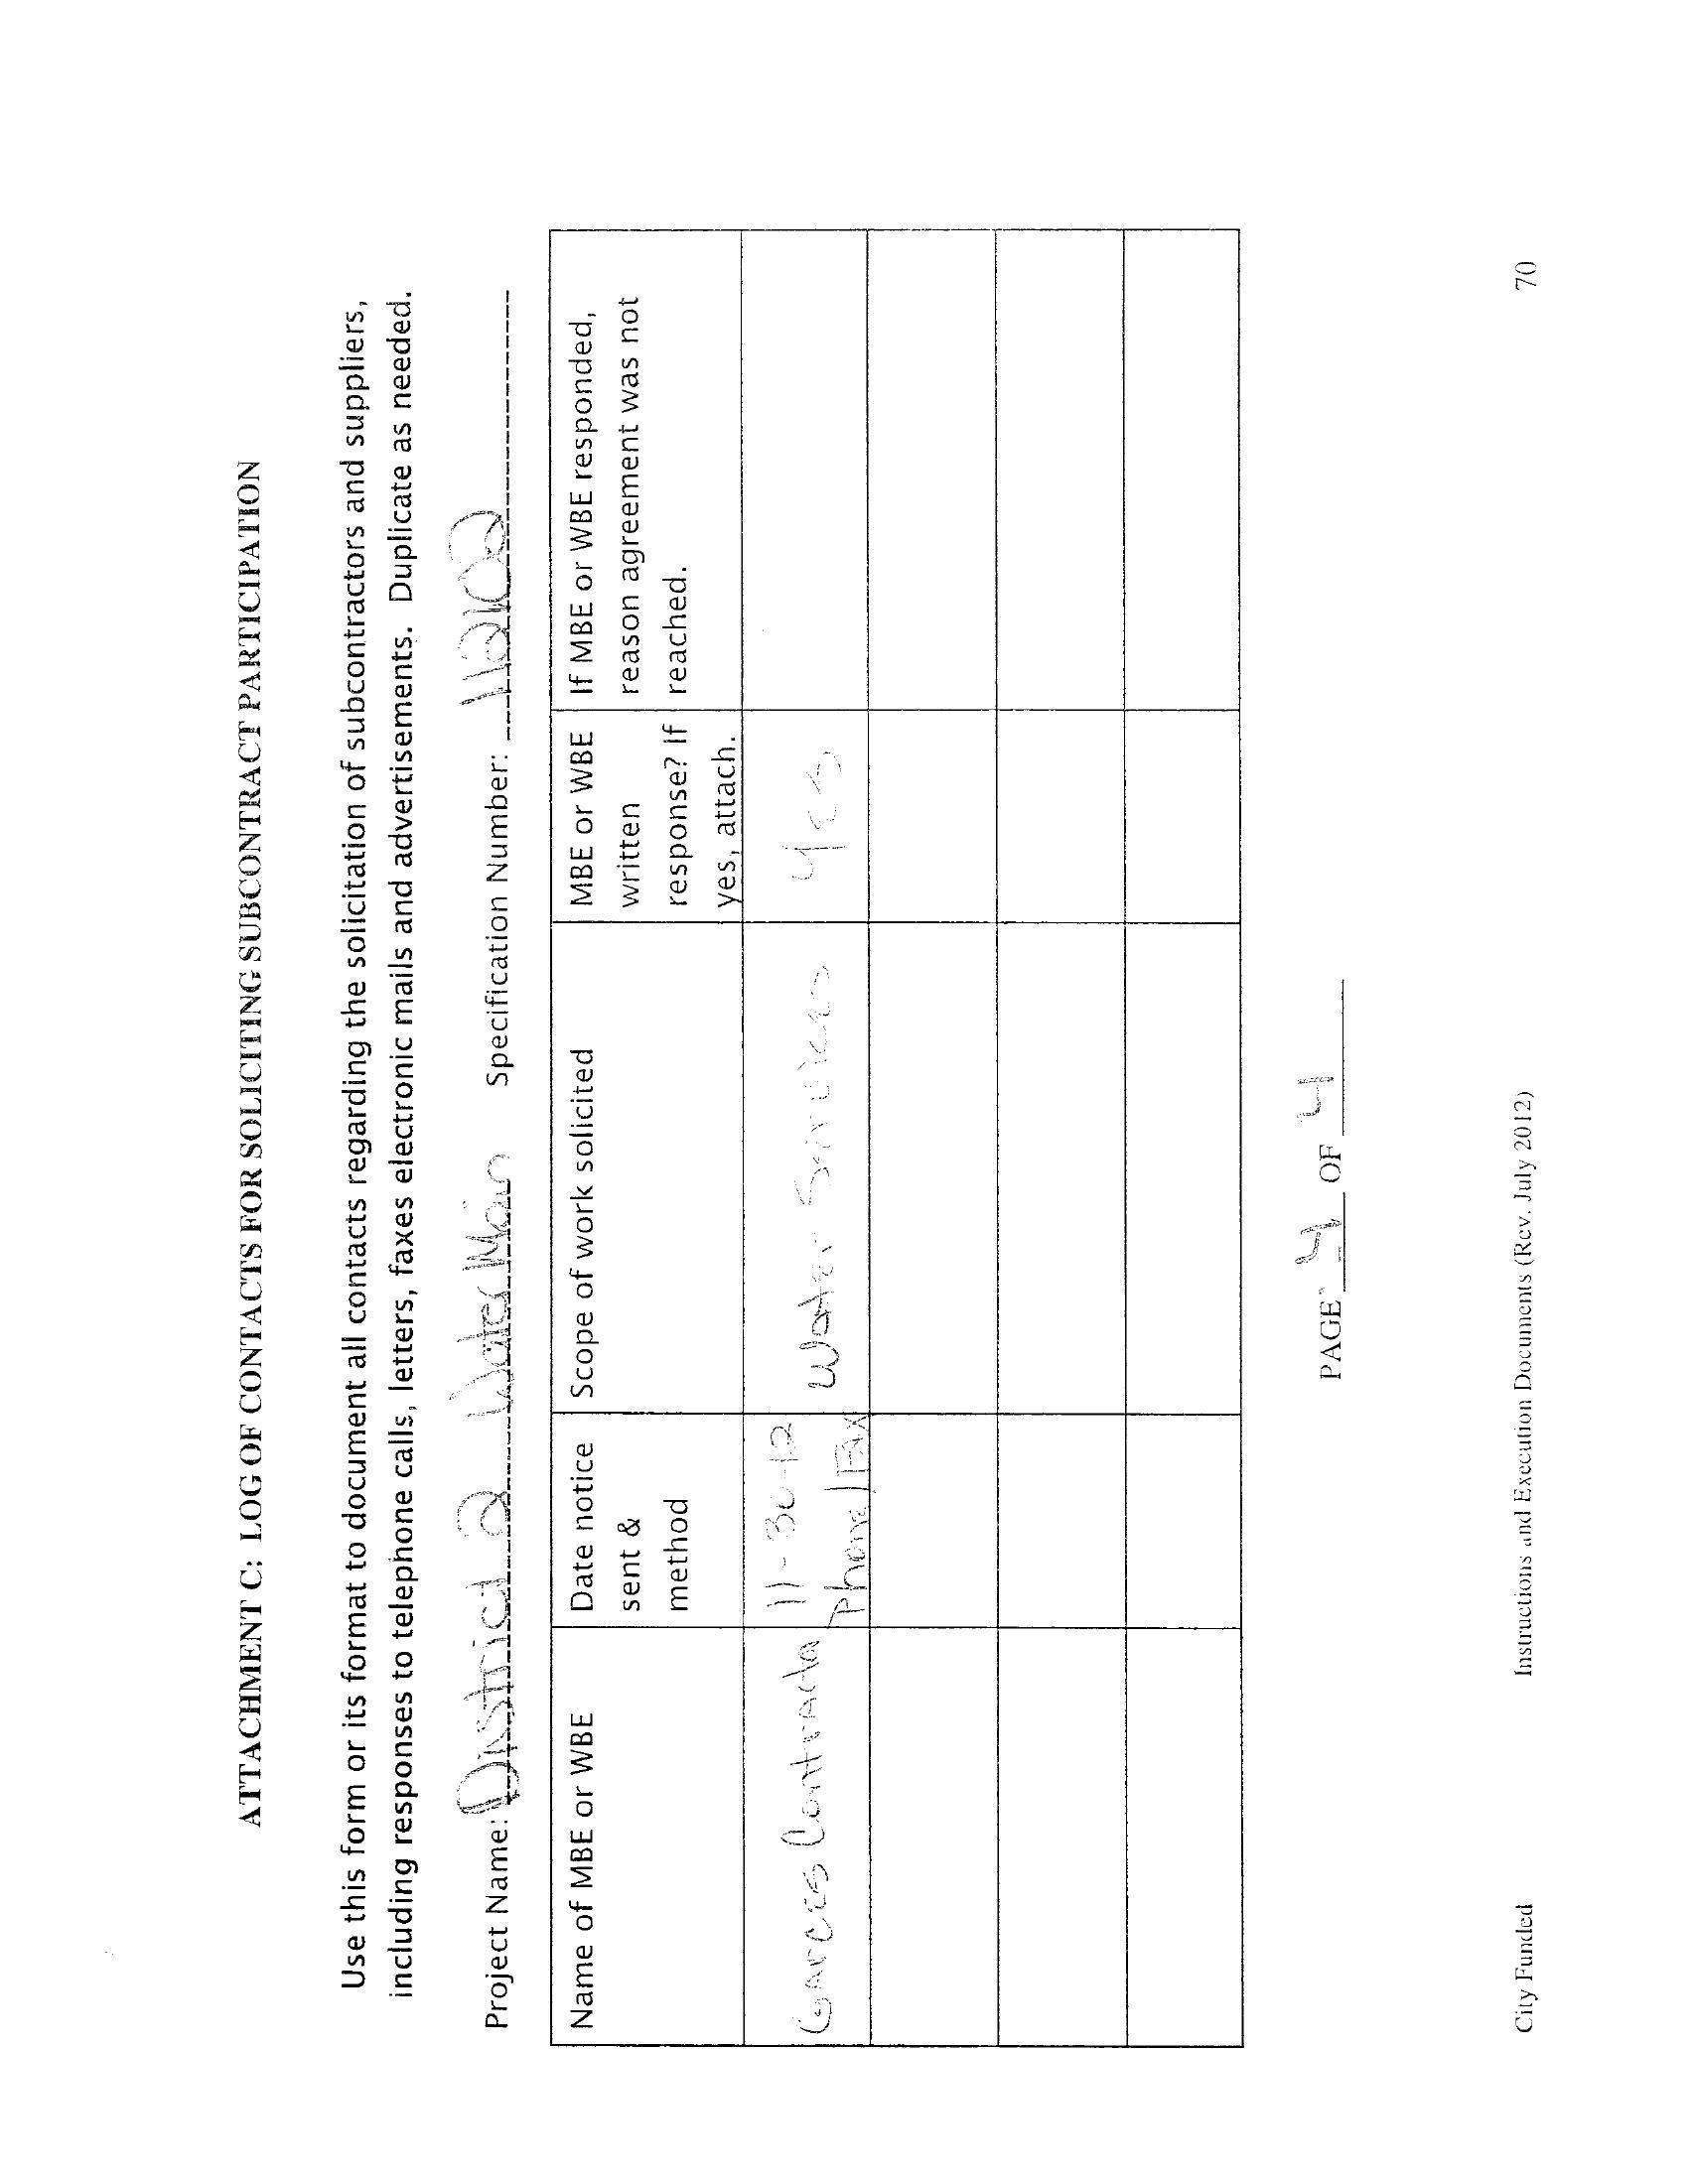 ATTACHMENT C: LOG OF CONTACTS FOR SOLICITING SUBCONTRACT PARTICIPATION
Use this form or its format to document all contacts regarding the solicitation of subcontractors and suppliers,
including responses to telephone calls, letters, faxes electronic mails and advertisements. Duplicate as needed.
Project Name: District 2 Water Main Specification Number: 11202
Name of MBE or WBE
Date notice
sent &
method
Scope of work solicited
MBE or WBE
written
response? If
yes, attach.
If MBE or WBE responded,
reason agreement was not
reached.
Garces Contracta
11-30-12
Phone/Fax
Water Services
yes
PAGE 4 OF 4
City Funded Instructions and Execution Documents (Rev. July 2012) 70